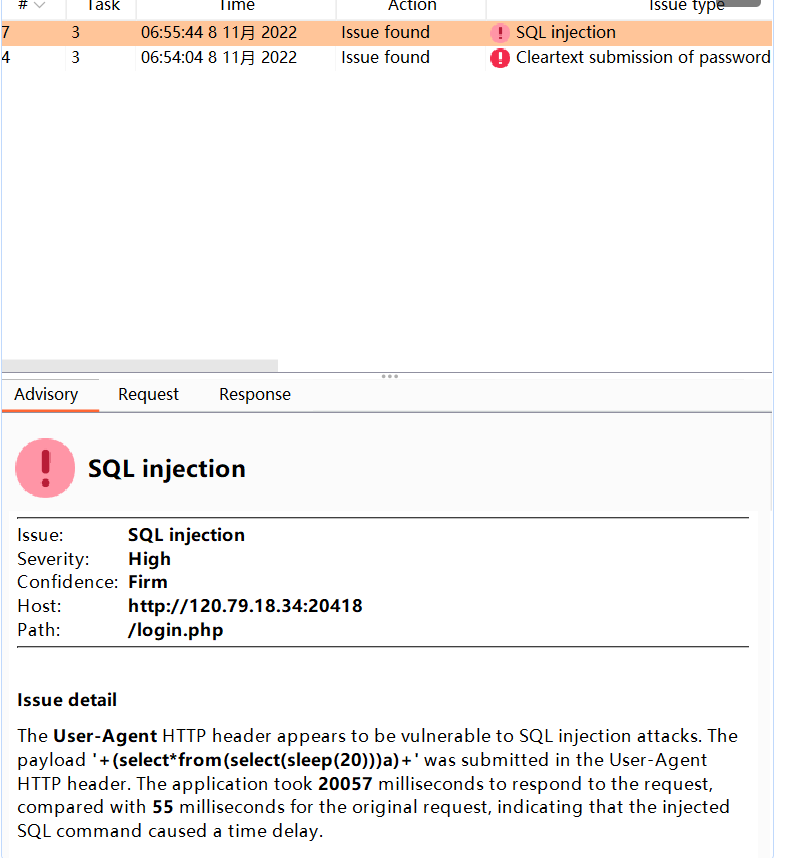 # Task Time Action Issue type
7 3 06:55:44 8 11月 2022 Issue found SQL injection
4 3 06:54:04 8 11月 2022 Issue found Cleartext submission of password
Advisory Request Response
SQL injection
Issue: SQL injection
Severity: High
Confidence: Firm
Host: http://120.79.18.34:20418
Path: /login.php
Issue detail
The User-Agent HTTP header appears to be vulnerable to SQL injection attacks. The
payload '+(select*from(select(sleep(20)))a)+' was submitted in the User-Agent
HTTP header. The application took 20057 milliseconds to respond to the request,
compared with 55 milliseconds for the original request, indicating that the injected
SQL command caused a time delay.